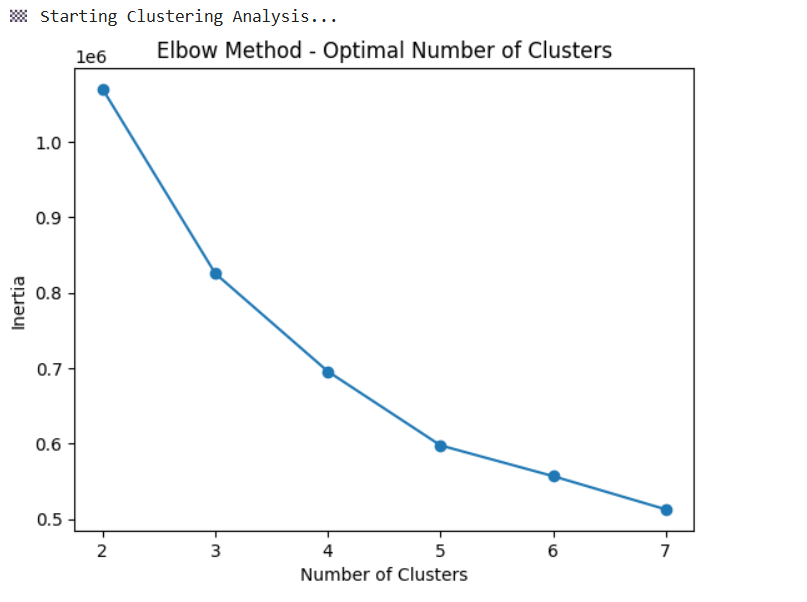 Starting Clustering Analysis...
Elbow Method - Optimal Number of Clusters
1e6
1.0
0.9
0.8
0.7
0.6
0.5
Inertia
2 3 4 5 6 7
Number of Clusters